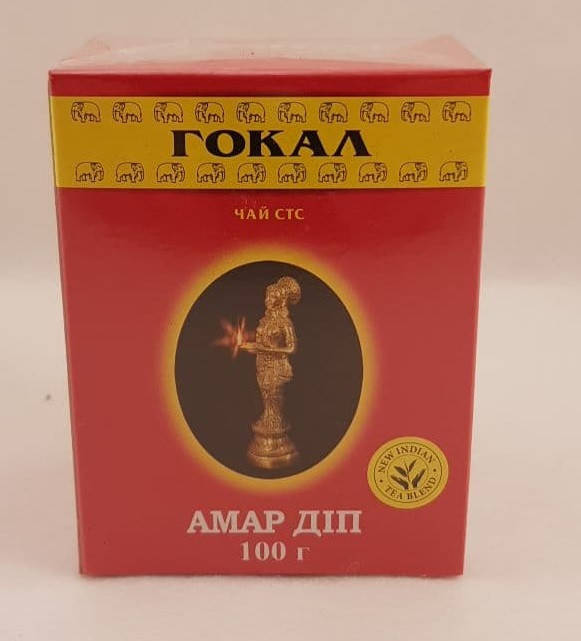 ГОКАЛ
ЧАЙ СТС
NEW INDIAN
TEA BLEND
АМАР ДІП
100 г